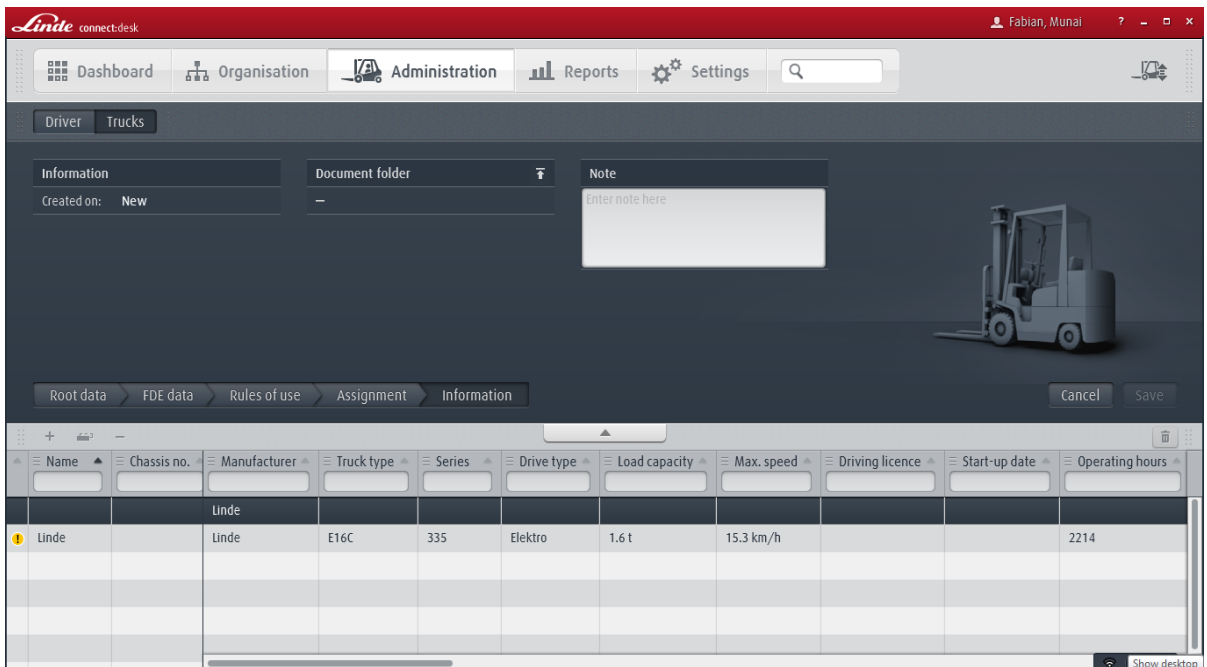 Linde connect:desk Fabian, Munai ?
Dashboard Organisation Administration Reports Settings
Driver Trucks
Information Document folder Note
Created on: New – Enter note here
Root data FDE data Rules of use Assignment Information Cancel Save
Name Chassis no. Manufacturer Truck type Series Drive type Load capacity Max. speed Driving licence Start-up date Operating hours
Linde
Linde Linde E16C 335 Elektro 1.6 t 15.3 km/h 2214
Show desktop